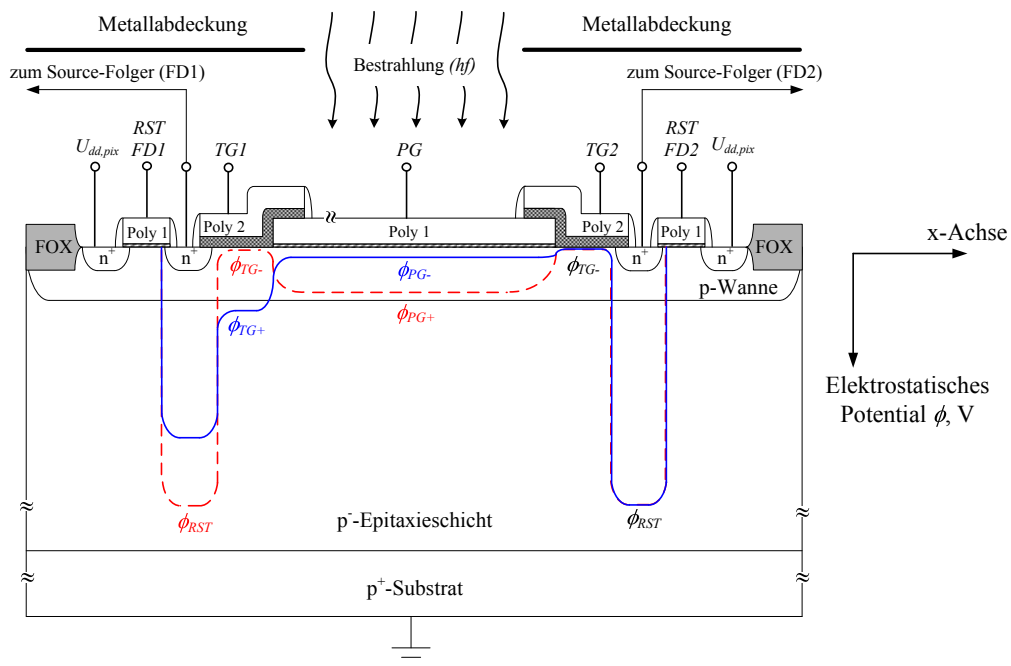 Metallabdeckung
Metallabdeckung
Bestrahlung (hf)
zum Source-Folger (FD1)
zum Source-Folger (FD2)
U_dd,pix
RST FD1
TG1
PG
TG2
RST FD2
U_dd,pix
FOX
Poly 1
Poly 2
Poly 1
Poly 2
Poly 1
FOX
x-Achse
n+
n+
n+
n+
ϕTG-
ϕPG-
ϕTG-
p-Wanne
ϕTG+
ϕPG+
Elektrostatisches
Potential ϕ, V
ϕRST
ϕRST
p--Epitaxieschicht
p+-Substrat